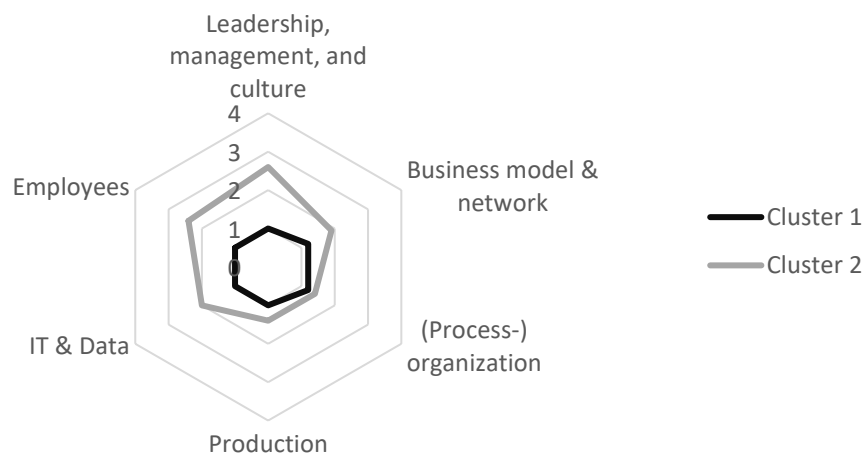 Leadership,
management, and
culture
4
3
2
1
0
Business model &
network
(Process-)
organization
Production
IT & Data
Employees
Cluster 1
Cluster 2